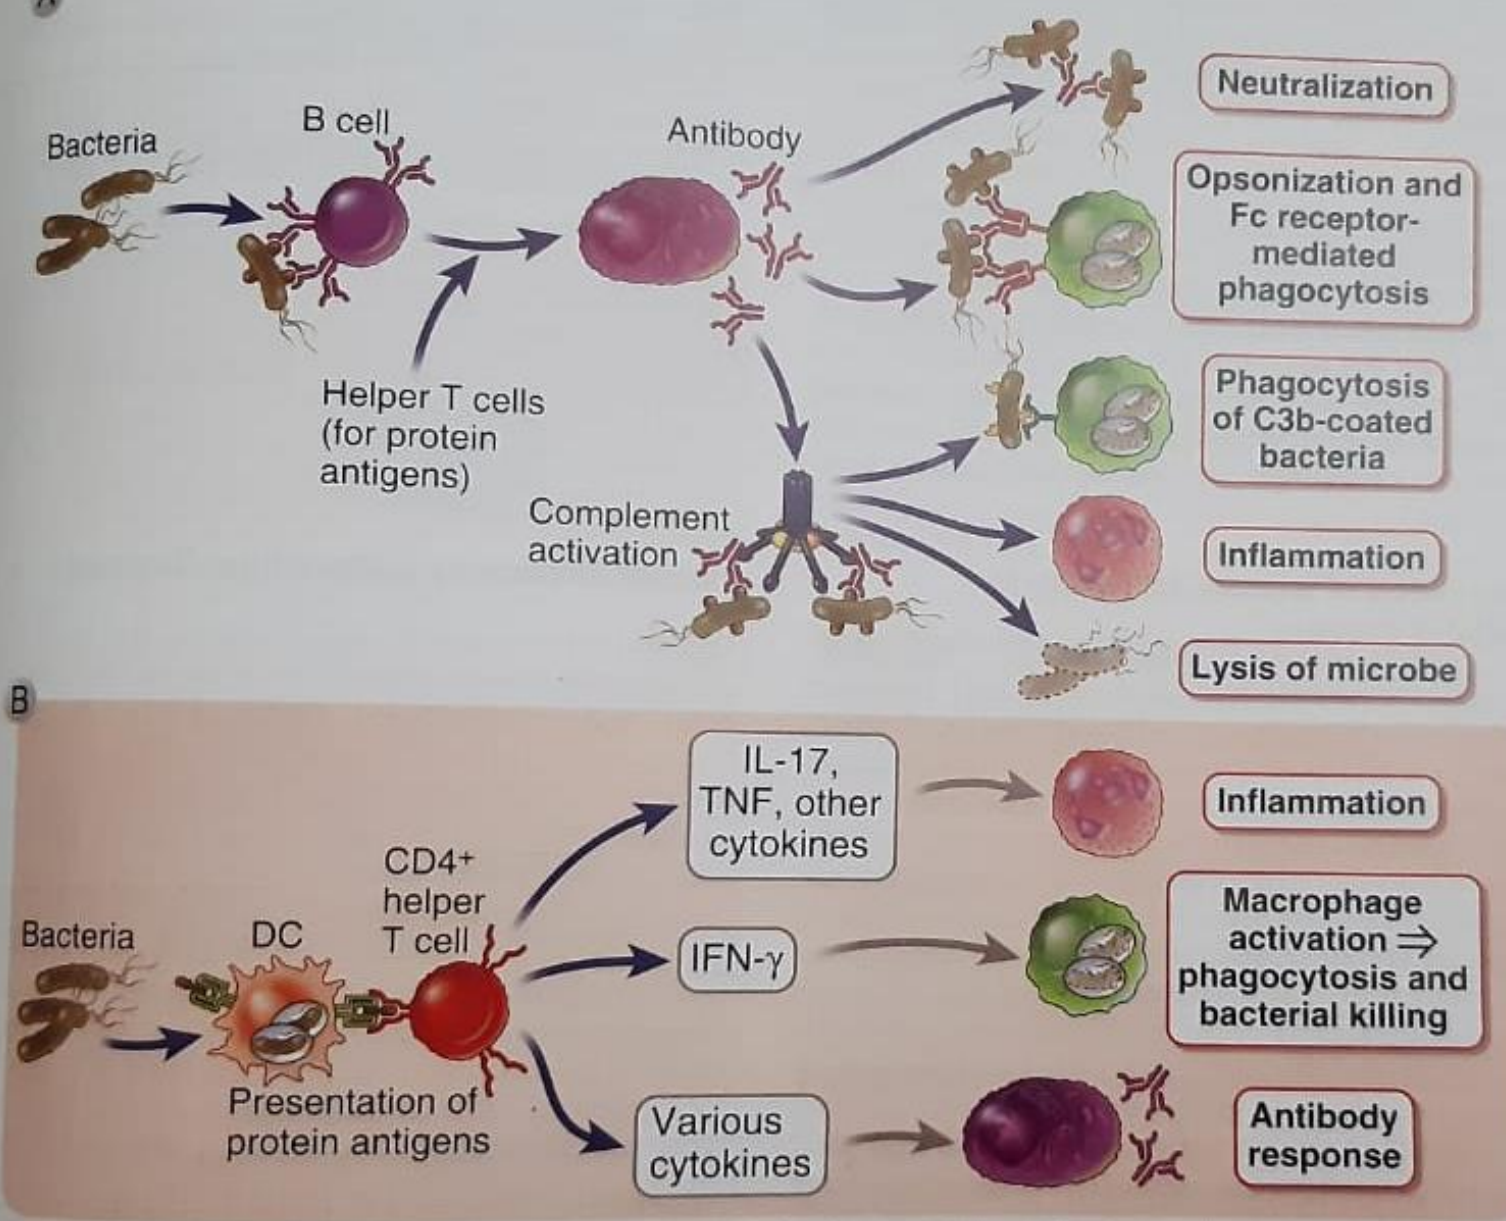 A
Bacteria
B cell
Antibody
Helper T cells
(for protein
antigens)
Complement
activation
Neutralization
Opsonization and
Fc receptor-
mediated
phagocytosis
Phagocytosis
of C3b-coated
bacteria
Inflammation
Lysis of microbe
B
Bacteria
DC
Presentation of
protein antigens
CD4+
helper
T cell
IL-17,
TNF, other
cytokines
IFN-γ
Various
cytokines
Inflammation
Macrophage
activation ⇒
phagocytosis and
bacterial killing
Antibody
response